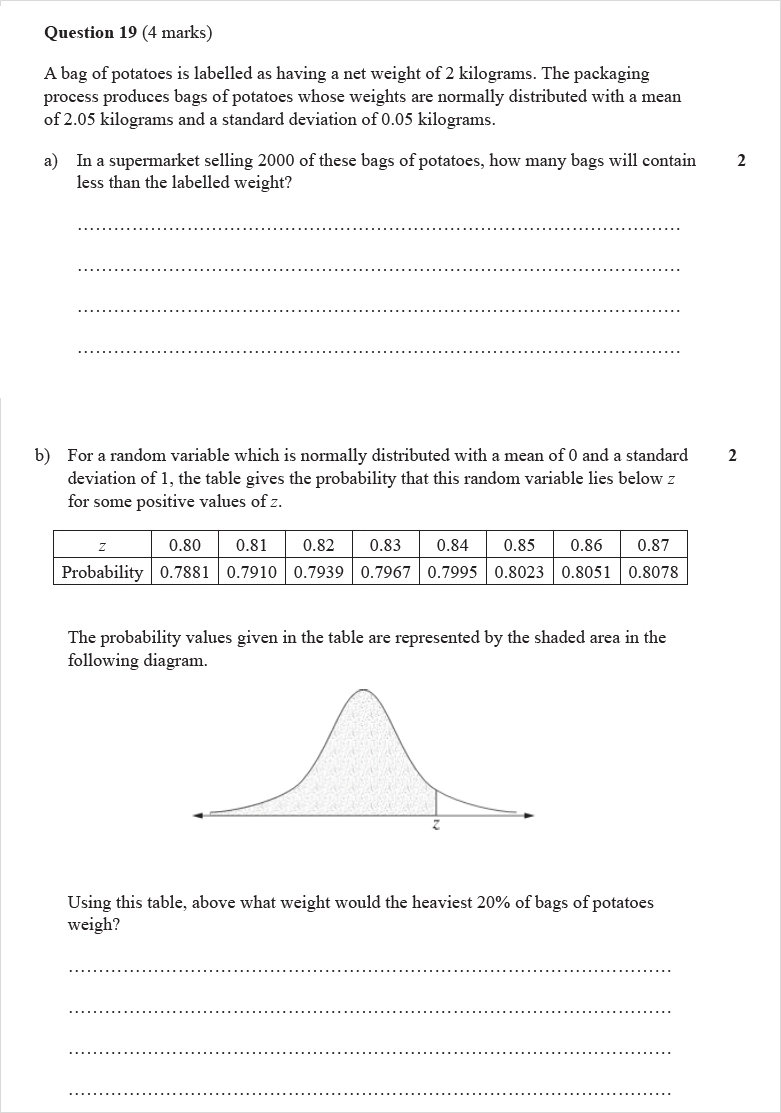 Question 19 (4 marks)
A bag of potatoes is labelled as having a net weight of 2 kilograms. The packaging
process produces bags of potatoes whose weights are normally distributed with a mean
of 2.05 kilograms and a standard deviation of 0.05 kilograms.
a) In a supermarket selling 2000 of these bags of potatoes, how many bags will contain 2
less than the labelled weight?
b) For a random variable which is normally distributed with a mean of 0 and a standard 2
deviation of 1, the table gives the probability that this random variable lies below z
for some positive values of z.
z 0.80 0.81 0.82 0.83 0.84 0.85 0.86 0.87
Probability 0.7881 0.7910 0.7939 0.7967 0.7995 0.8023 0.8051 0.8078
The probability values given in the table are represented by the shaded area in the
following diagram.
z
Using this table, above what weight would the heaviest 20% of bags of potatoes
weigh?